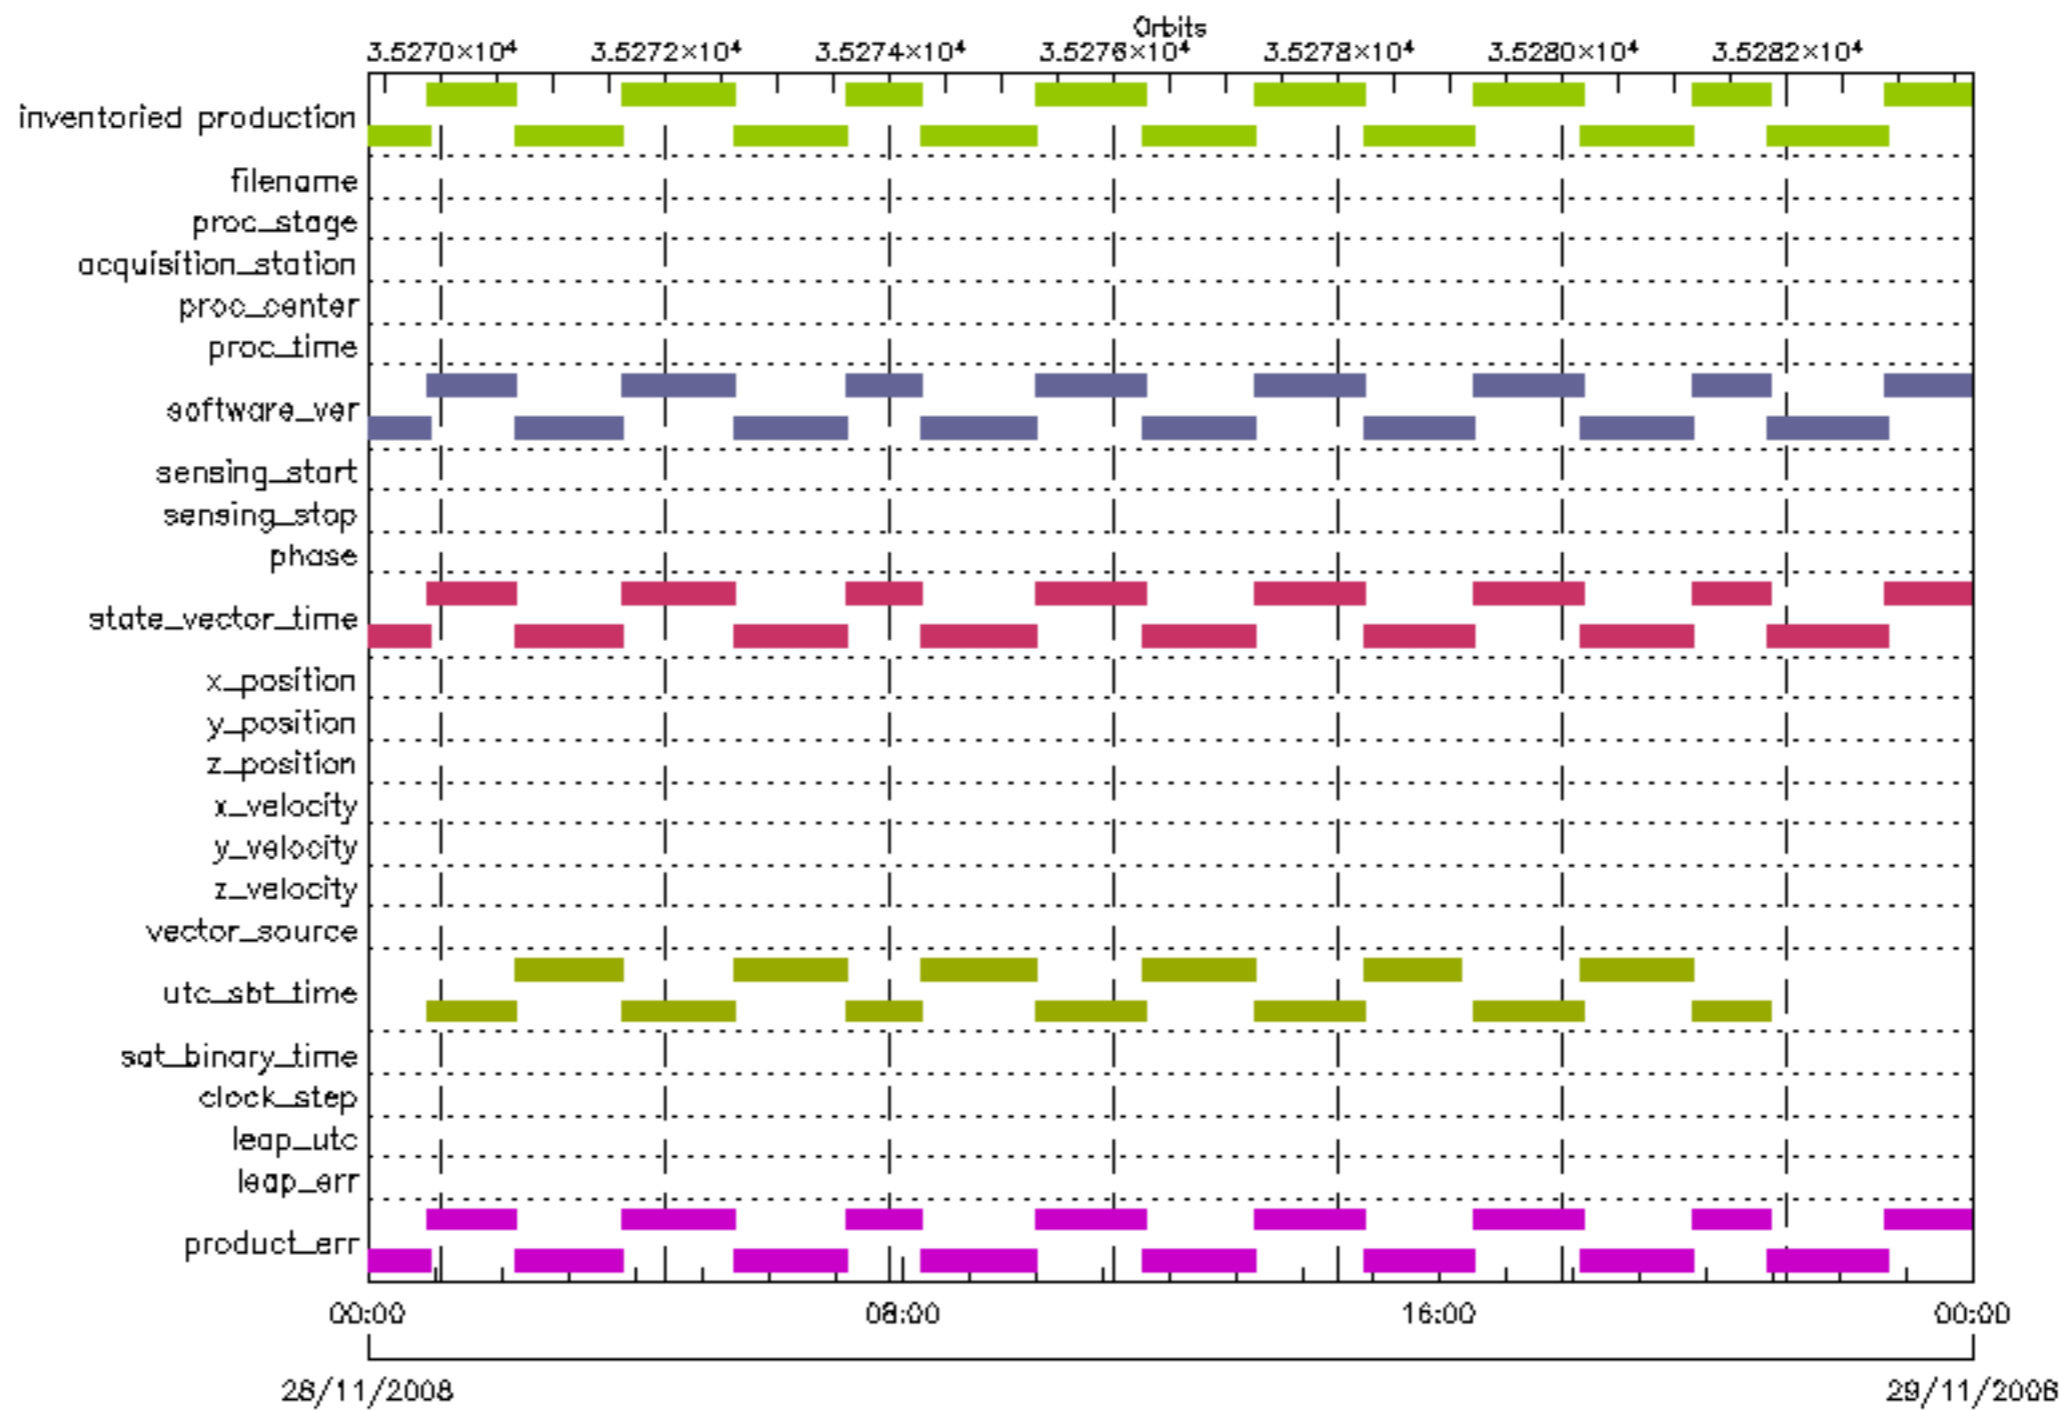 Orbits
3.5270×10⁴ 3.5272×10⁴ 3.5274×10⁴ 3.5276×10⁴ 3.5278×10⁴ 3.5280×10⁴ 3.5282×10⁴
inventoried production
filename
proc_stage
acquisition_station
proc_center
proc_time
software_ver
sensing_start
sensing_stop
phase
state_vector_time
x_position
y_position
z_position
x_velocity
y_velocity
z_velocity
vector_source
utc_sbt_time
sat_binary_time
clock_step
leap_utc
leap_err
product_err
00:00 08:00 16:00 00:00
28/11/2008 29/11/2008